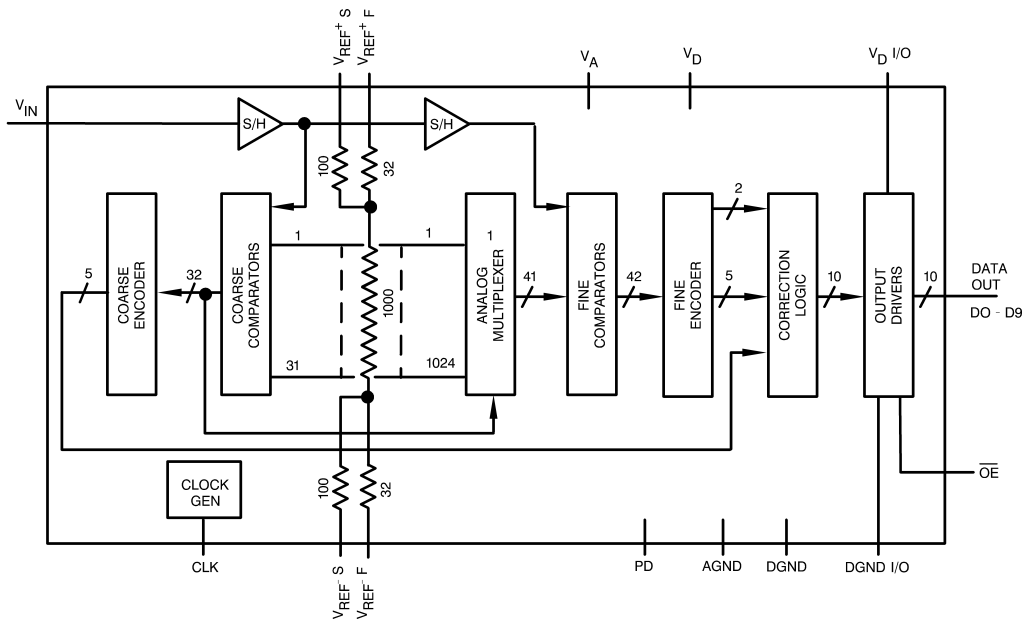 VREF+ S
VREF+ F
VA
VD
VD I/O
VIN
S/H
S/H
100
32
2
1
1
1
5
COARSE
ENCODER
32
COARSE
COMPARATORS
1000
ANALOG
MULTIPLEXER
41
FINE
COMPARATORS
42
FINE
ENCODER
5
CORRECTION
LOGIC
10
OUTPUT
DRIVERS
10
DATA
OUT
DO - D9
31
1024
CLOCK
GEN
100
32
OE
CLK
VREF- S
VREF- F
PD
AGND
DGND
DGND I/O